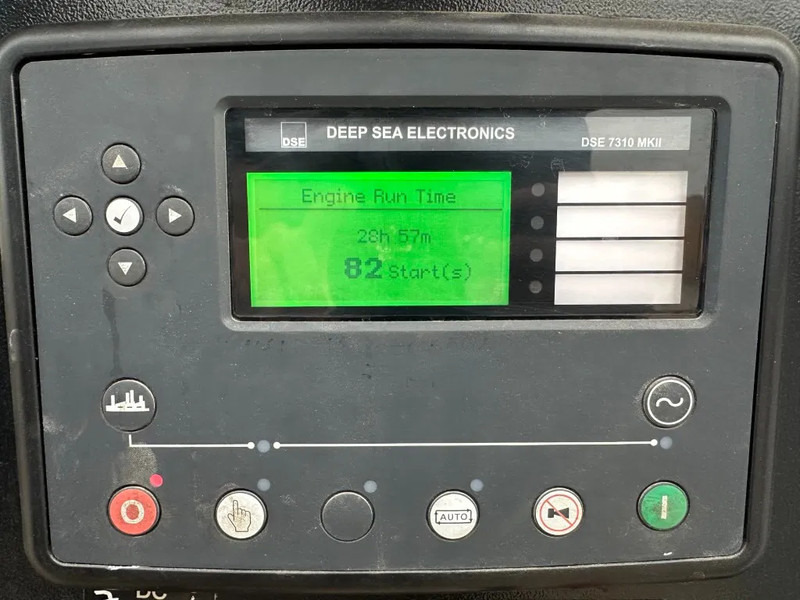 DSE
DEEP SEA ELECTRONICS
DSE 7310 MKII
Engine Run Time
28h 57m
82 Start(s)
O
AUTO
I